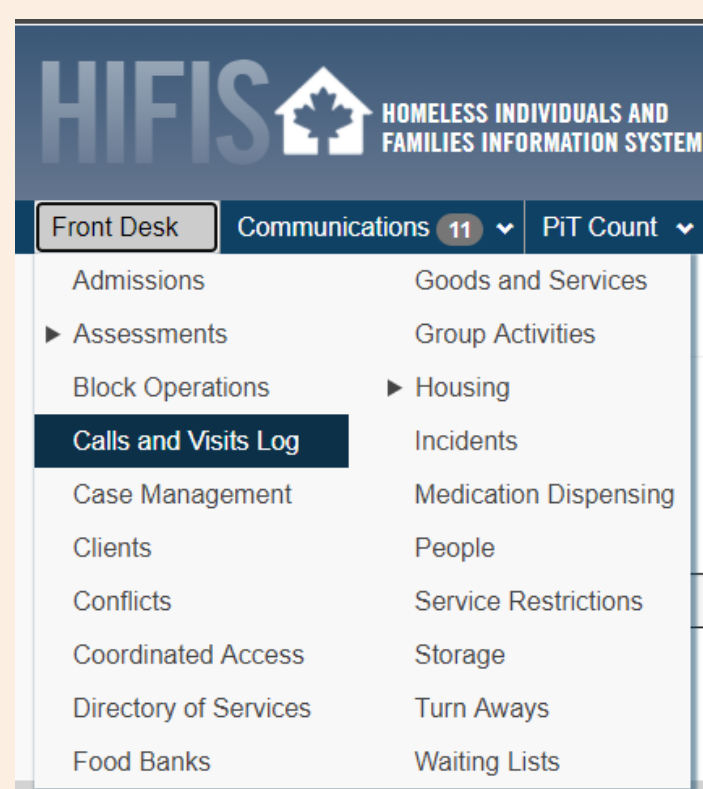 HIFIS
HOMELESS INDIVIDUALS AND
FAMILIES INFORMATION SYSTEM
Front Desk Communications 11 PiT Count
Admissions
Assessments
Block Operations
Calls and Visits Log
Case Management
Clients
Conflicts
Coordinated Access
Directory of Services
Food Banks
Goods and Services
Group Activities
Housing
Incidents
Medication Dispensing
People
Service Restrictions
Storage
Turn Aways
Waiting Lists